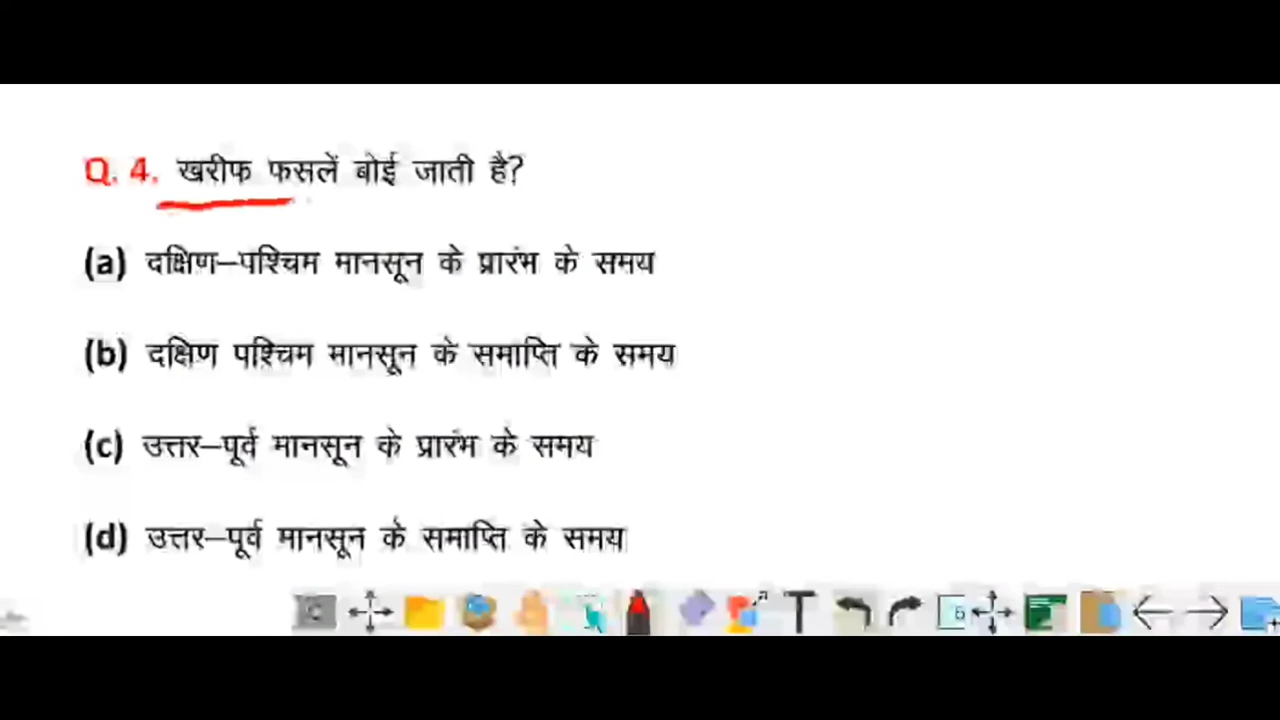 Q. 4. खरीफ फसलें बोई जाती है?
(a) दक्षिण–पश्चिम मानसून के प्रारंभ के समय
(b) दक्षिण पश्चिम मानसून के समाप्ति के समय
(c) उत्तर–पूर्व मानसून के प्रारंभ के समय
(d) उत्तर–पूर्व मानसून के समाप्ति के समय